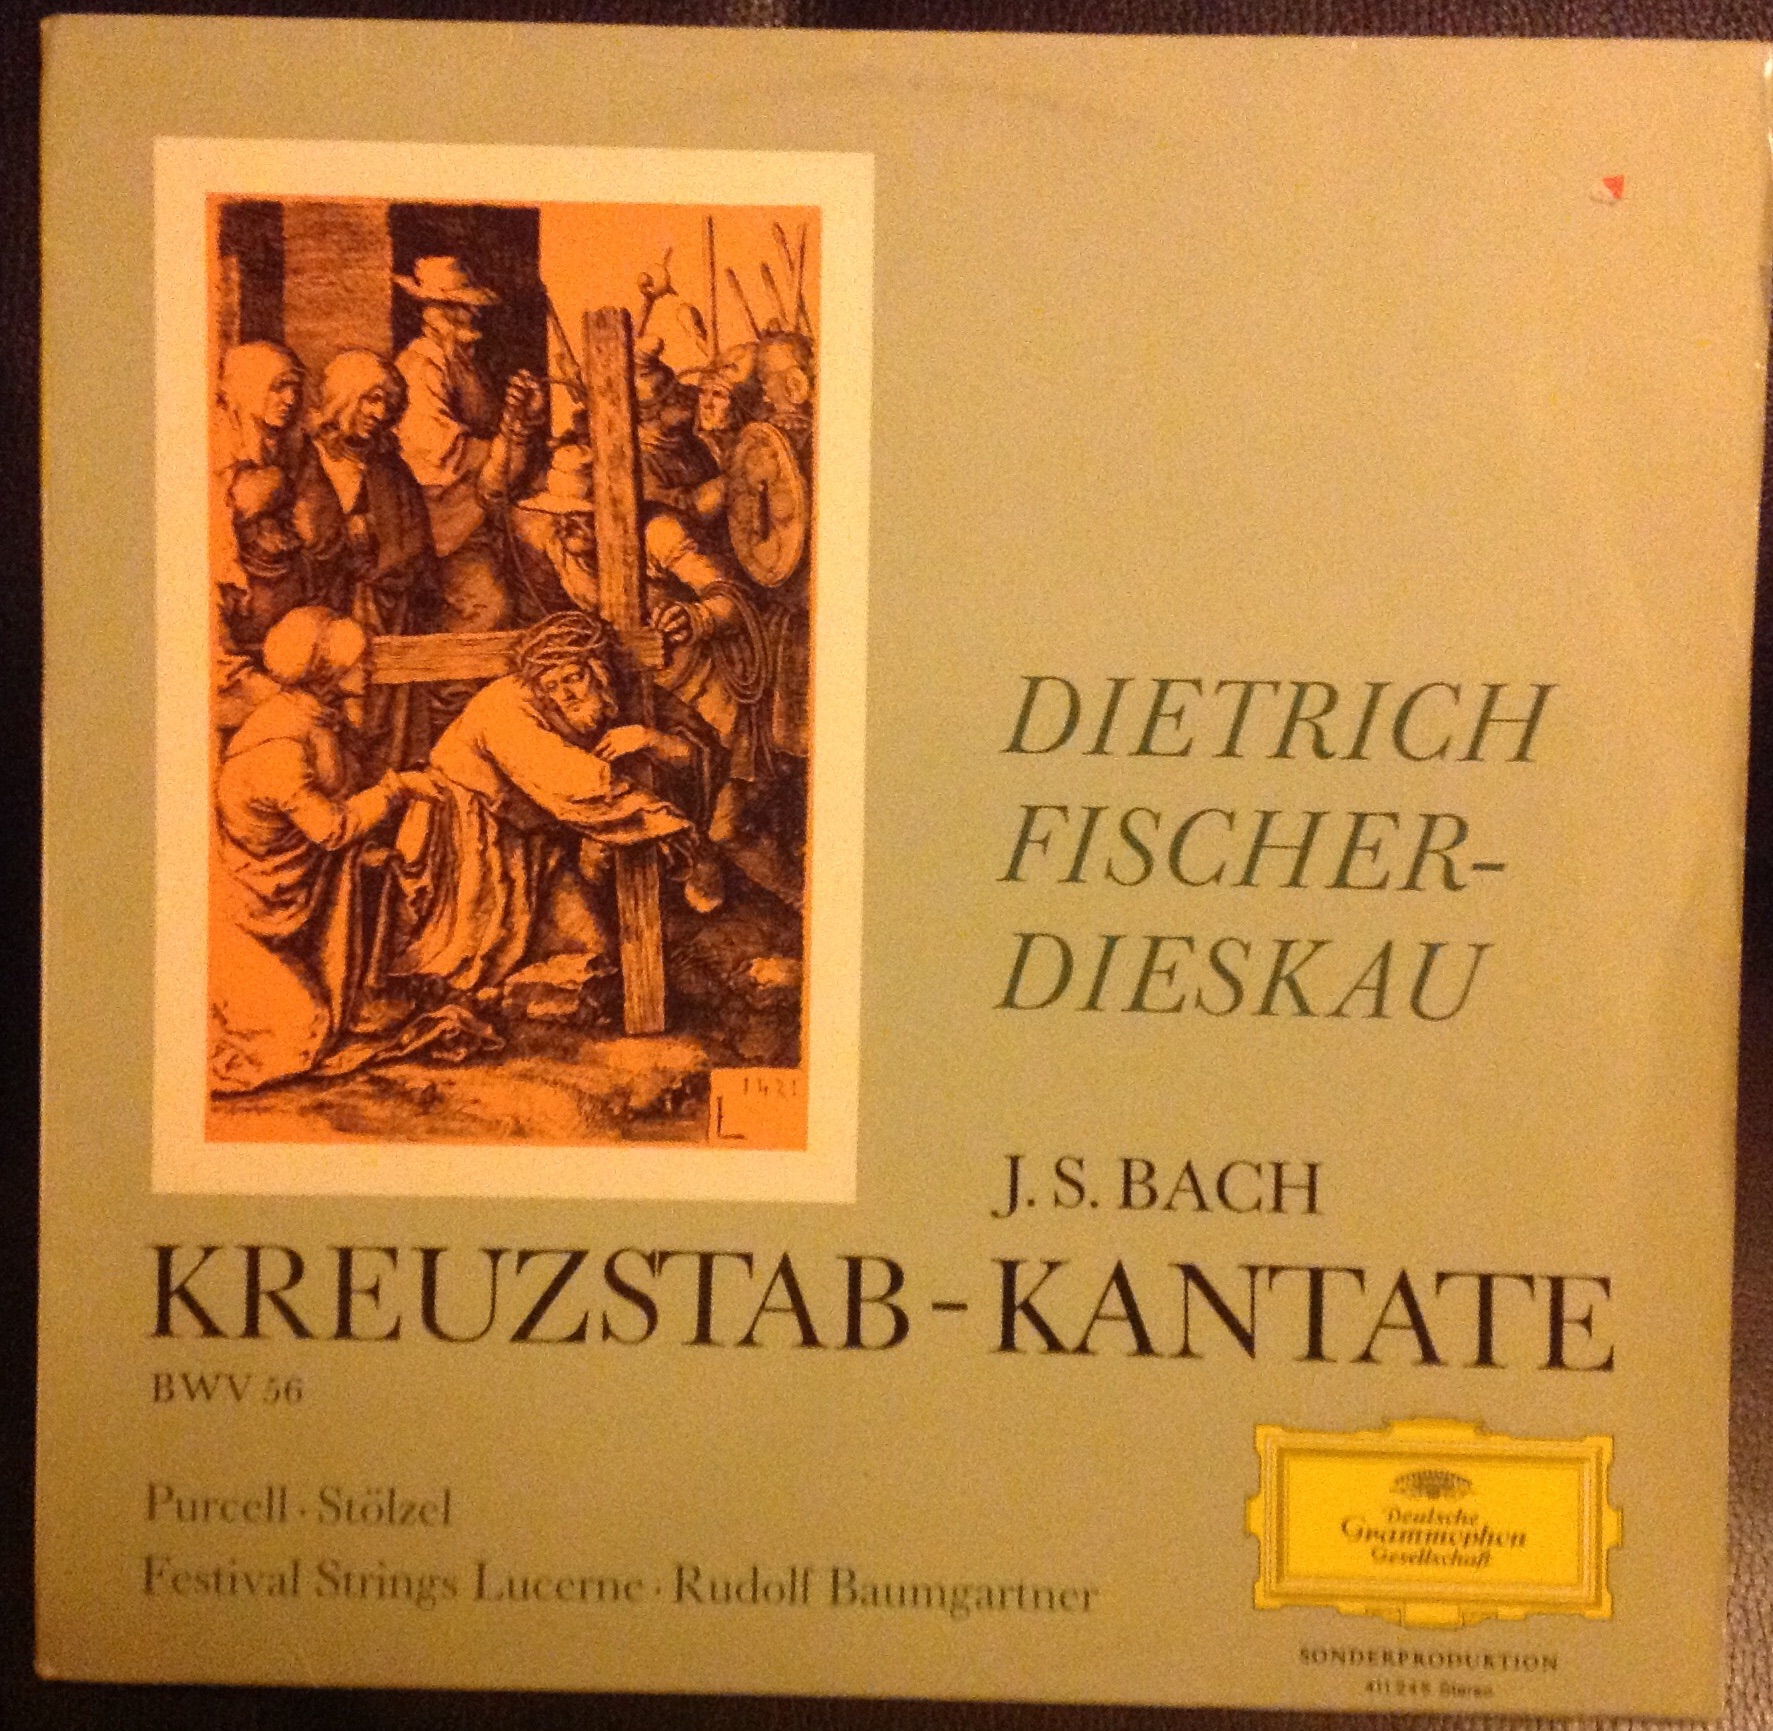 DIETRICH
FISCHER-
DIESKAU
J. S. BACH
KREUZSTAB-KANTATE
BWV 56
Purcell · Stölzel
Festival Strings Lucerne · Rudolf Baumgartner
Deutsche
Grammophon
Gesellschaft
SONDERPRODUKTION
Stereo
L